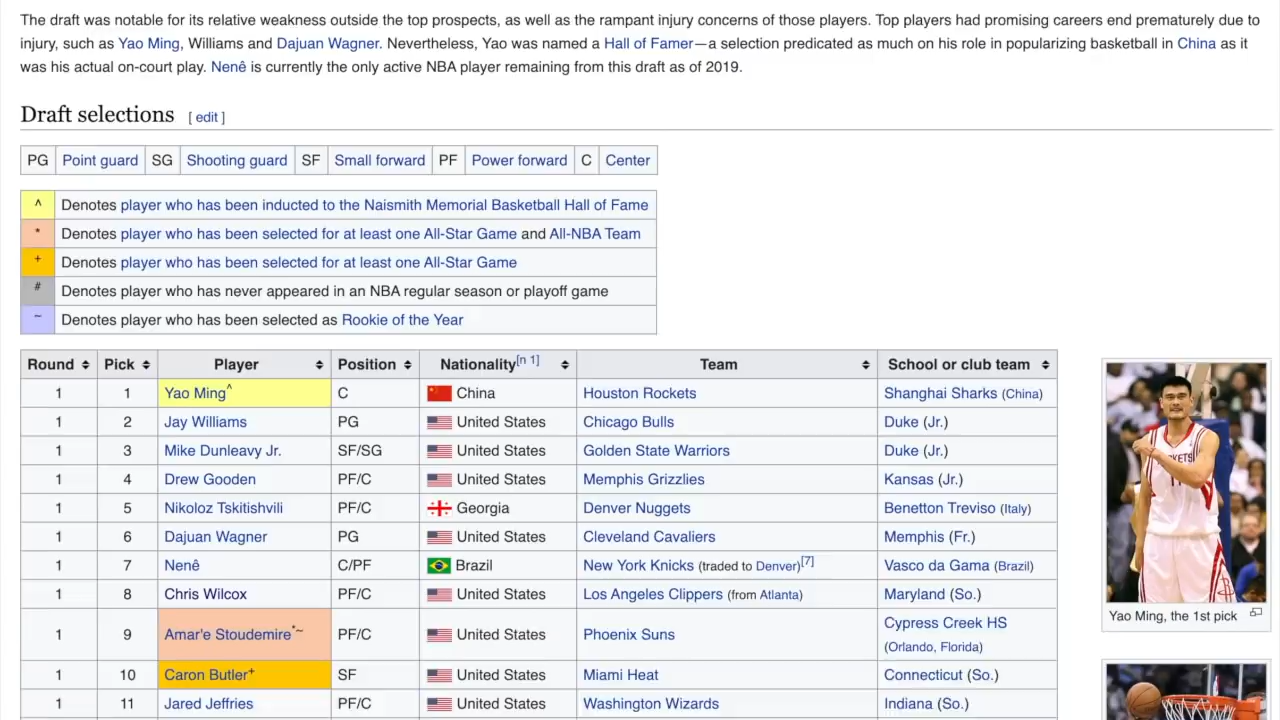 The draft was notable for its relative weakness outside the top prospects, as well as the rampant injury concerns of those players. Top players had promising careers end prematurely due to
injury, such as Yao Ming, Williams and Dajuan Wagner. Nevertheless, Yao was named a Hall of Famer—a selection predicated as much on his role in popularizing basketball in China as it
was his actual on-court play. Nenê is currently the only active NBA player remaining from this draft as of 2019.
Draft selections [ edit ]
PG Point guard SG Shooting guard SF Small forward PF Power forward C Center
^ Denotes player who has been inducted to the Naismith Memorial Basketball Hall of Fame
* Denotes player who has been selected for at least one All-Star Game and All-NBA Team
+ Denotes player who has been selected for at least one All-Star Game
# Denotes player who has never appeared in an NBA regular season or playoff game
~ Denotes player who has been selected as Rookie of the Year
Round Pick Player Position Nationality[n 1] Team School or club team
1 1 Yao Ming^ C China Houston Rockets Shanghai Sharks (China)
1 2 Jay Williams PG United States Chicago Bulls Duke (Jr.)
1 3 Mike Dunleavy Jr. SF/SG United States Golden State Warriors Duke (Jr.)
1 4 Drew Gooden PF/C United States Memphis Grizzlies Kansas (Jr.)
1 5 Nikoloz Tskitishvili PF/C Georgia Denver Nuggets Benetton Treviso (Italy)
1 6 Dajuan Wagner PG United States Cleveland Cavaliers Memphis (Fr.)
1 7 Nenê C/PF Brazil New York Knicks (traded to Denver)[7] Vasco da Gama (Brazil)
1 8 Chris Wilcox PF/C United States Los Angeles Clippers (from Atlanta) Maryland (So.)
1 9 Amar'e Stoudemire*~ PF/C United States Phoenix Suns Cypress Creek HS
(Orlando, Florida)
1 10 Caron Butler+ SF United States Miami Heat Connecticut (So.)
1 11 Jared Jeffries PF/C United States Washington Wizards Indiana (So.)
Yao Ming, the 1st pick